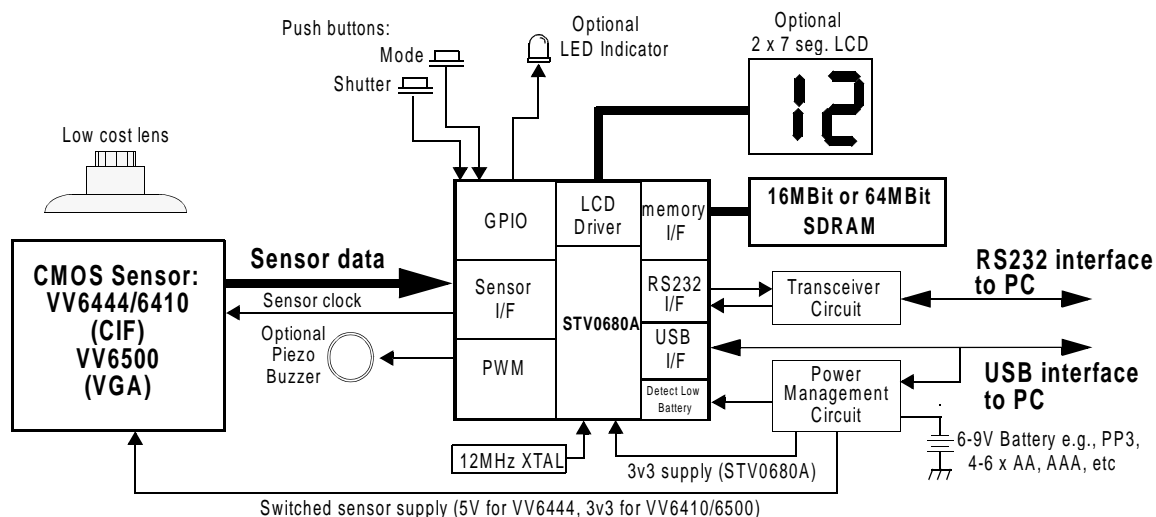 Push buttons:
Mode
Shutter
Optional
LED Indicator
Optional
2 x 7 seg. LCD
12
Low cost lens
GPIO
LCD
Driver
memory
I/F
16MBit or 64MBit
SDRAM
CMOS Sensor:
VV6444/6410
(CIF)
VV6500
(VGA)
Sensor data
Sensor clock
Sensor
I/F
STV0680A
RS232
I/F
Transceiver
Circuit
RS232 interface
to PC
Optional
Piezo
Buzzer
PWM
USB
I/F
USB interface
to PC
Detect Low
Battery
Power
Management
Circuit
12MHz XTAL
3v3 supply (STV0680A)
6-9V Battery e.g., PP3,
4-6 x AA, AAA, etc
Switched sensor supply (5V for VV6444, 3v3 for VV6410/6500)